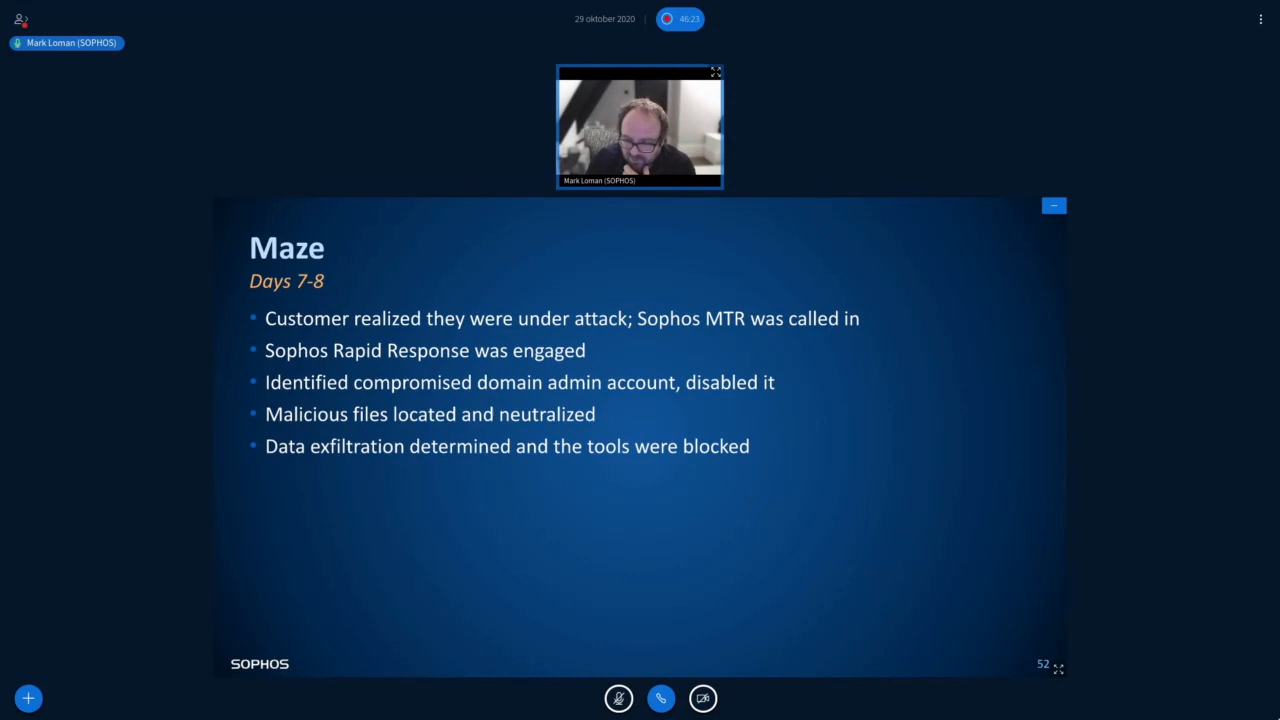 29 oktober 2020
46:23
Mark Loman (SOPHOS)
Mark Loman (SOPHOS)
Maze
Days 7-8
• Customer realized they were under attack; Sophos MTR was called in
• Sophos Rapid Response was engaged
• Identified compromised domain admin account, disabled it
• Malicious files located and neutralized
• Data exfiltration determined and the tools were blocked
SOPHOS
52